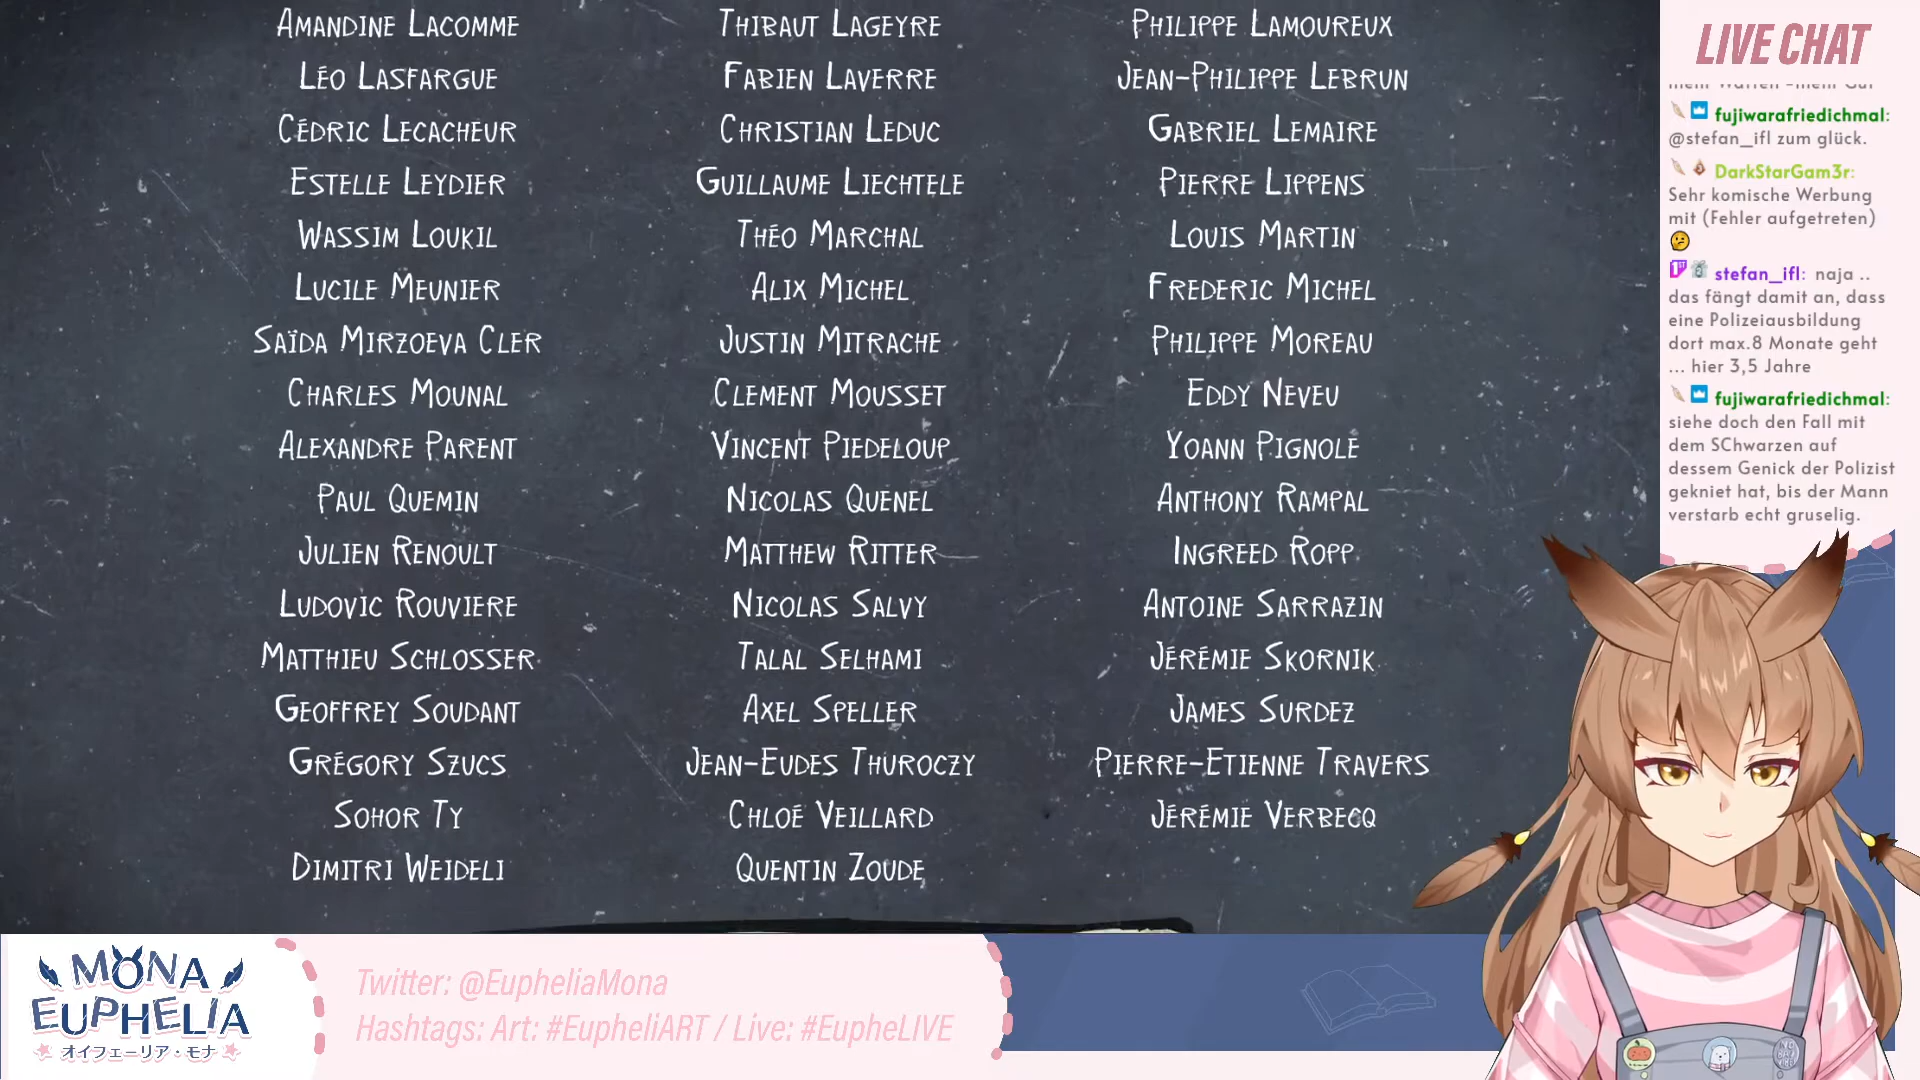 Amandine Lacomme
Léo Lasfargue
Cédric Lecacheur
Estelle Leydier
Wassim Loukil
Lucile Meunier
Saïda Mirzoeva Cler
Charles Mounal
Alexandre Parent
Paul Quemin
Julien Renoult
Ludovic Rouviere
Matthieu Schlosser
Geoffrey Soudant
Grégory Szucs
Sohor Ty
Dimitri Weideli
Thibaut Lageyre
Fabien Laverre
Christian Leduc
Guillaume Liechtele
Théo Marchal
Alix Michel
Justin Mitrache
Clement Mousset
Vincent Piedeloup
Nicolas Quenel
Matthew Ritter
Nicolas Salvy
Talal Selhami
Axel Speller
Jean-Eudes Thuroczy
Chloé Veillard
Quentin Zoude
Philippe Lamoureux
Jean-Philippe Lebrun
Gabriel Lemaire
Pierre Lippens
Louis Martin
Frederic Michel
Philippe Moreau
Eddy Neveu
Yoann Pignole
Anthony Rampal
Ingreed Ropp
Antoine Sarrazin
Jérémie Skornik
James Surdez
Pierre-Etienne Travers
Jérémie Verbecq
LIVE CHAT
fujiwarafriedichmal:
@stefan_ifl zum glück.
DarkStarGam3r:
Sehr komische Werbung
mit (Fehler aufgetreten)
stefan_ifl: naja ..
das fängt damit an, dass
eine Polizeiausbildung
dort max.8 Monate geht
... hier 3,5 Jahre
fujiwarafriedichmal:
siehe doch den Fall mit
dem SChwarzen auf
dessem Genick der Polizist
gekniet hat, bis der Mann
verstarb echt gruselig.
MONA
EUPHELIA
オイフェーリア・モナ
Twitter: @EupheliaMona
Hashtags: Art: #EupheliART / Live: #EupheLIVE